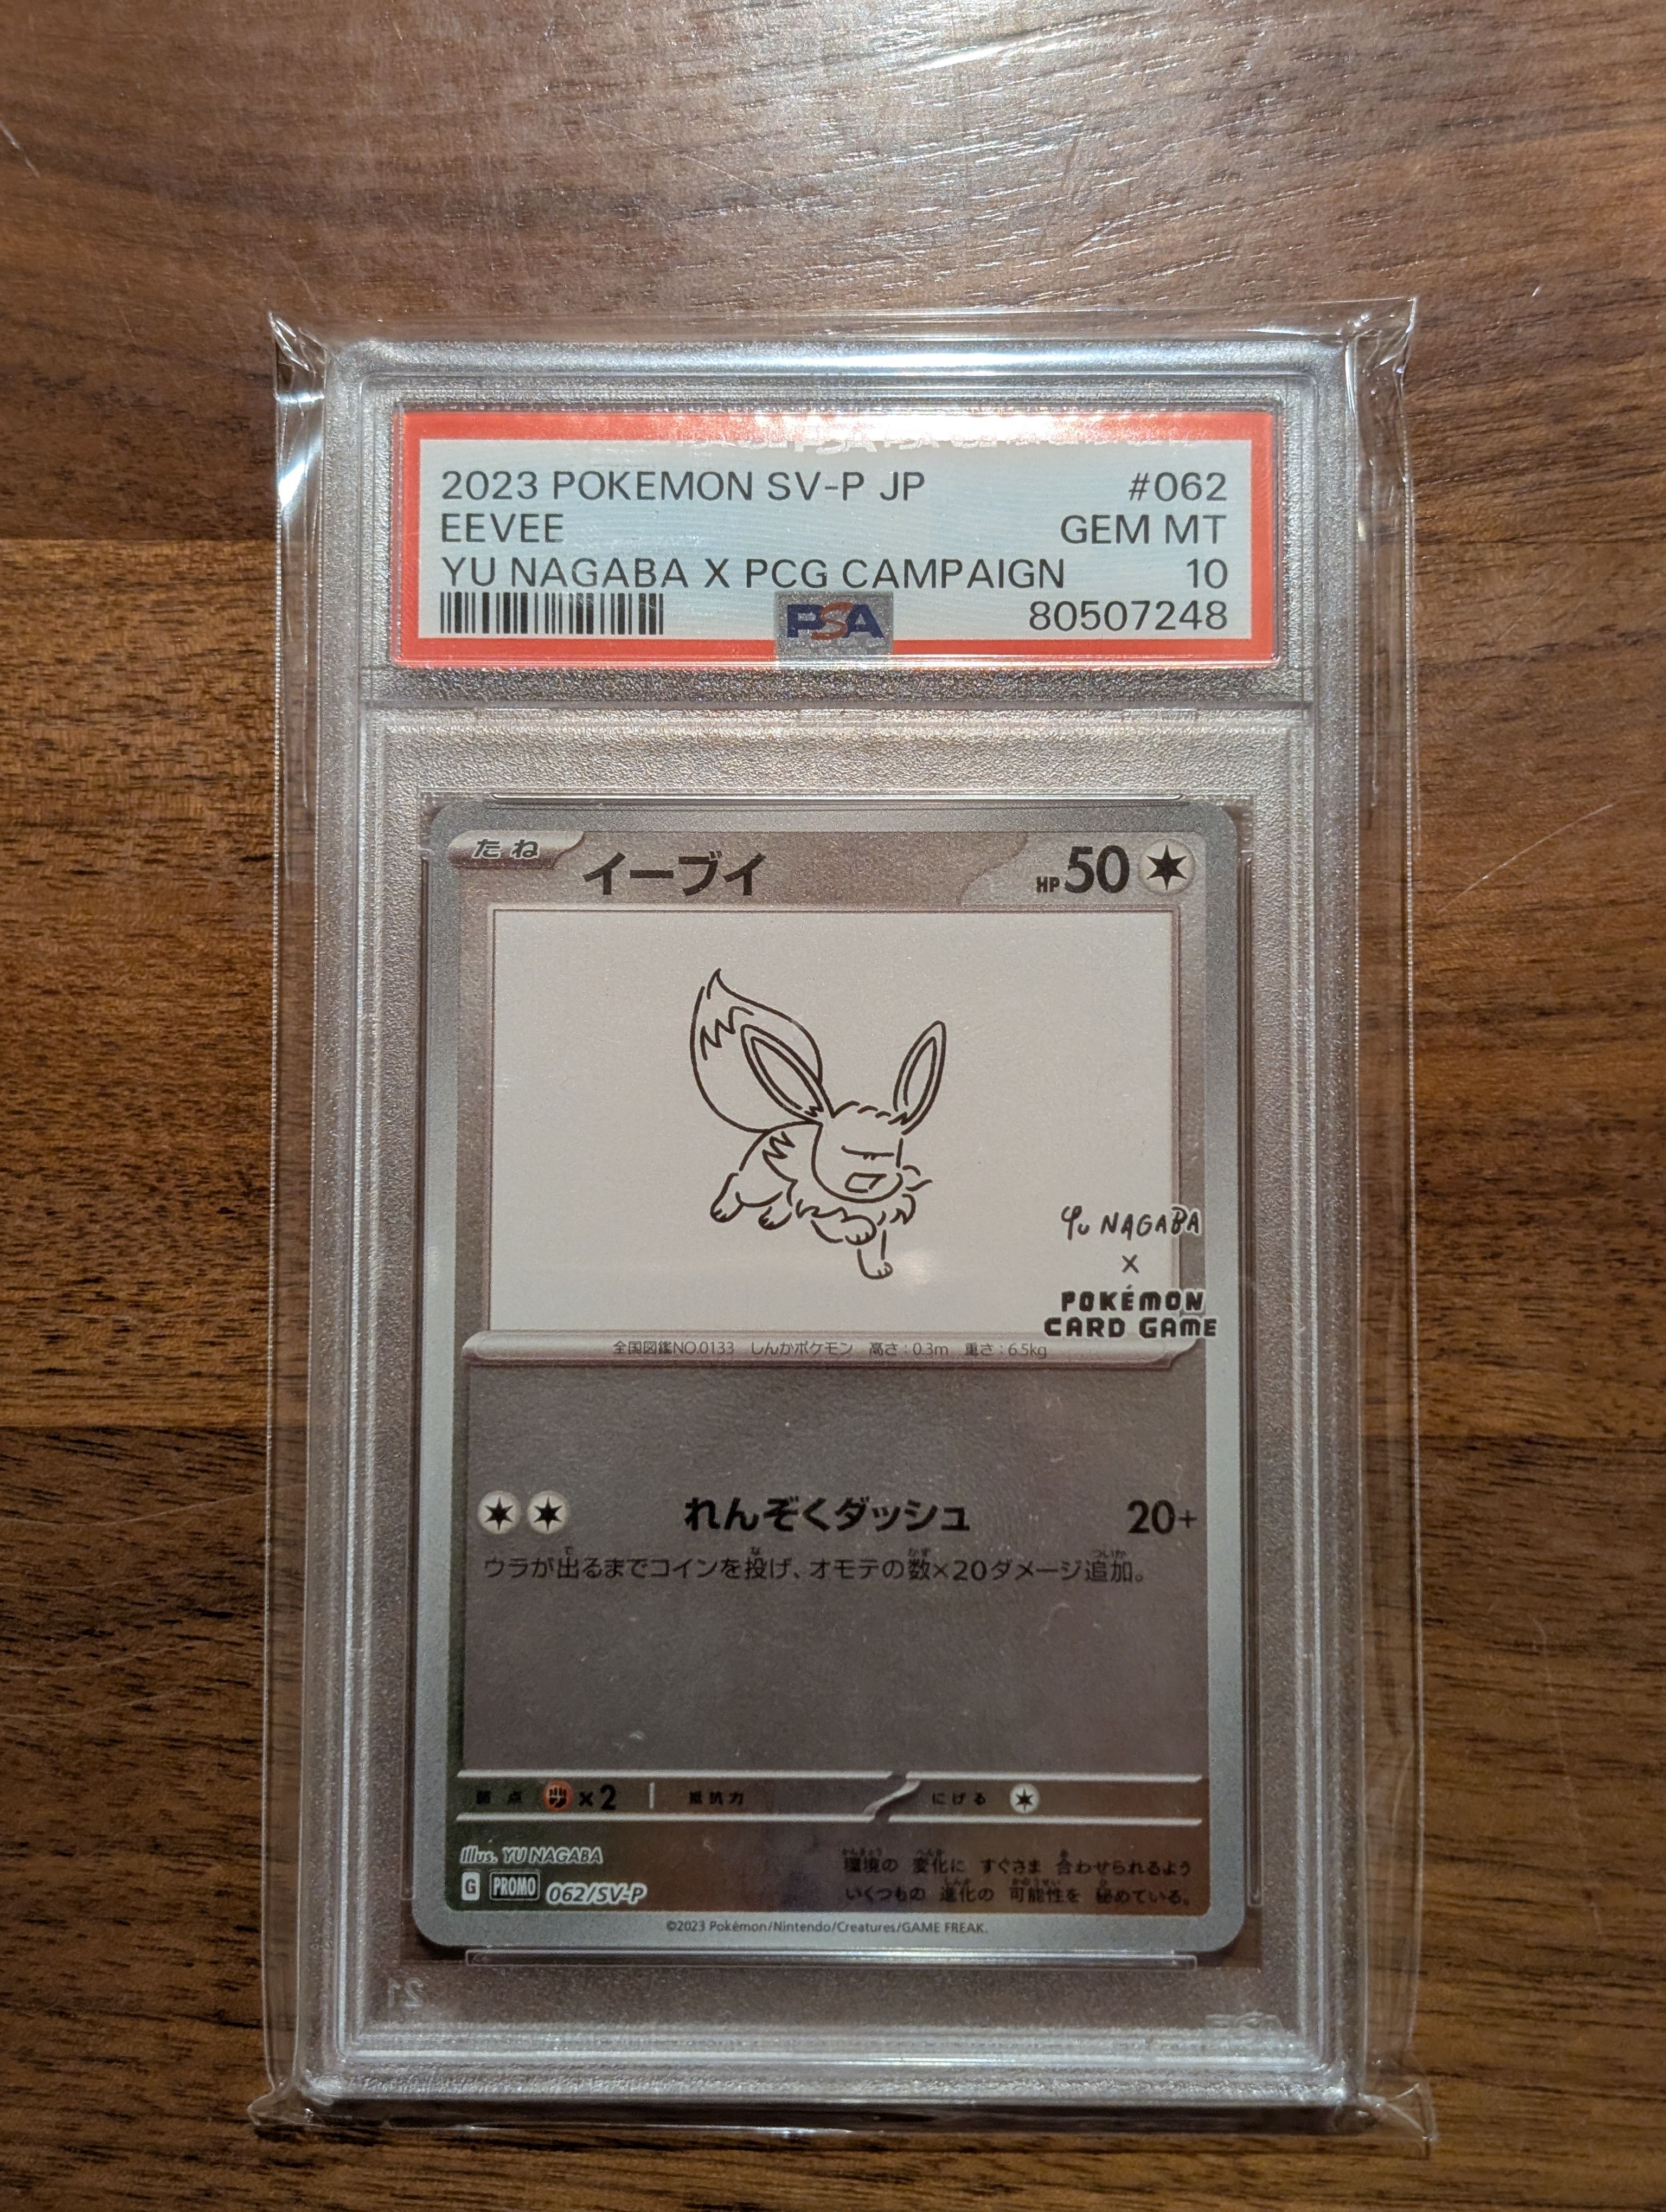 2023 POKEMON SV-P JP #062
EEVEE GEM MT
YU NAGABA X PCG CAMPAIGN 10
PSA 80507248
たね イーブイ HP50
YU NAGABA
×
POKÉMON
CARD GAME
全国図鑑NO.0133 しんかポケモン 高さ:0.3m 重さ:6.5kg
れんぞくダッシュ 20+
ウラが出るまでコインを投げ、オモテの数×20ダメージ追加。
弱点 ×2 抵抗力 にげる
Illus. YU NAGABA
環境の 変化に すぐさま 合わせられるよう
G PROMO 062/SV-P いくつもの 進化の 可能性を 秘めている。
©2023 Pokémon/Nintendo/Creatures/GAME FREAK.